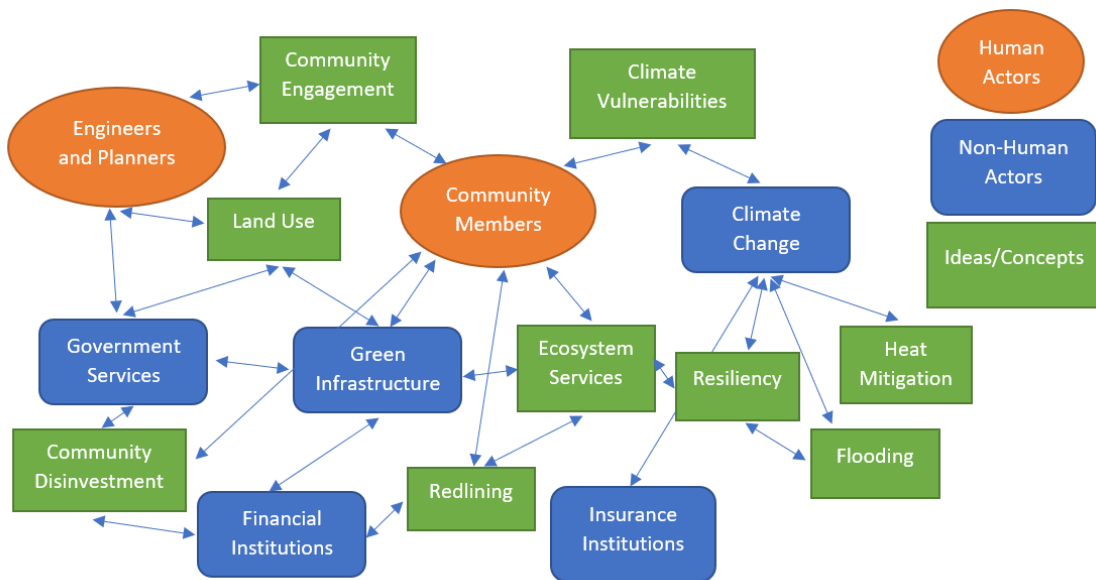 Community
Engagement
Climate
Vulnerabilities
Human
Actors
Engineers
and Planners
Non-Human
Actors
Community
Members
Land Use
Climate
Change
Ideas/Concepts
Government
Services
Green
Infrastructure
Ecosystem
Services
Resiliency
Heat
Mitigation
Community
Disinvestment
Flooding
Redlining
Financial
Institutions
Insurance
Institutions